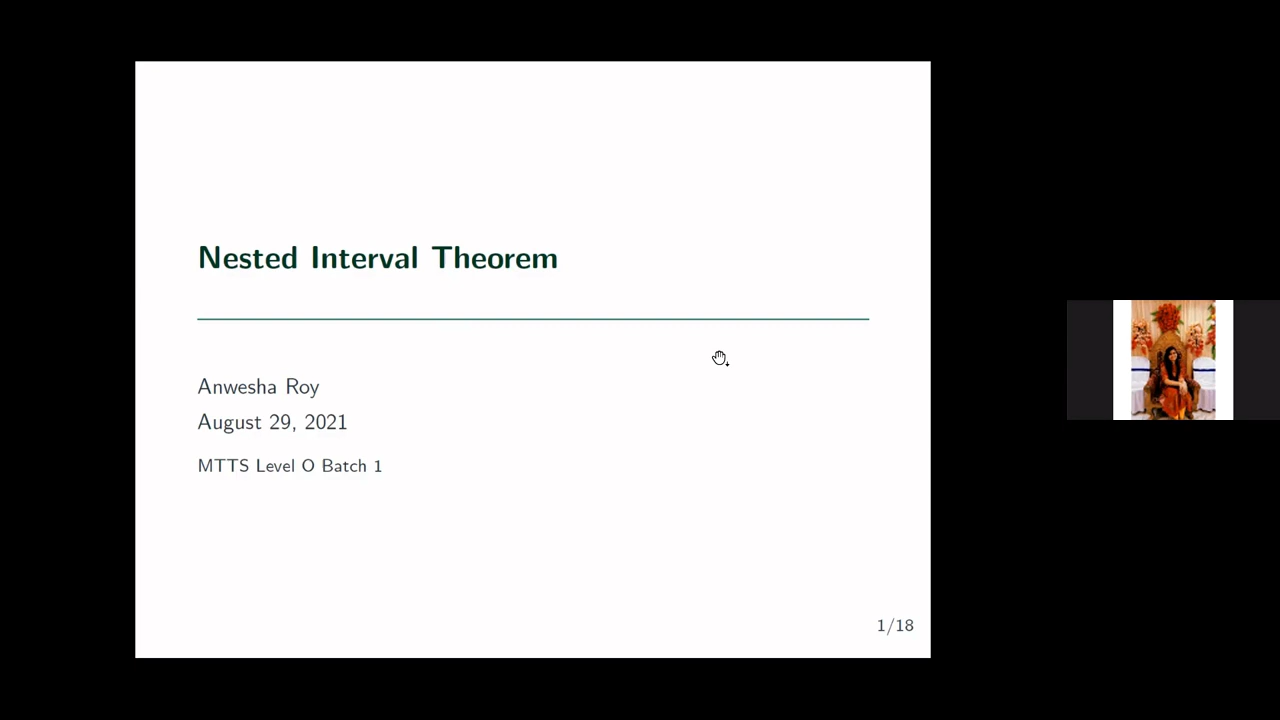 Nested Interval Theorem
Anwesha Roy
August 29, 2021
MTTS Level O Batch 1
1/18